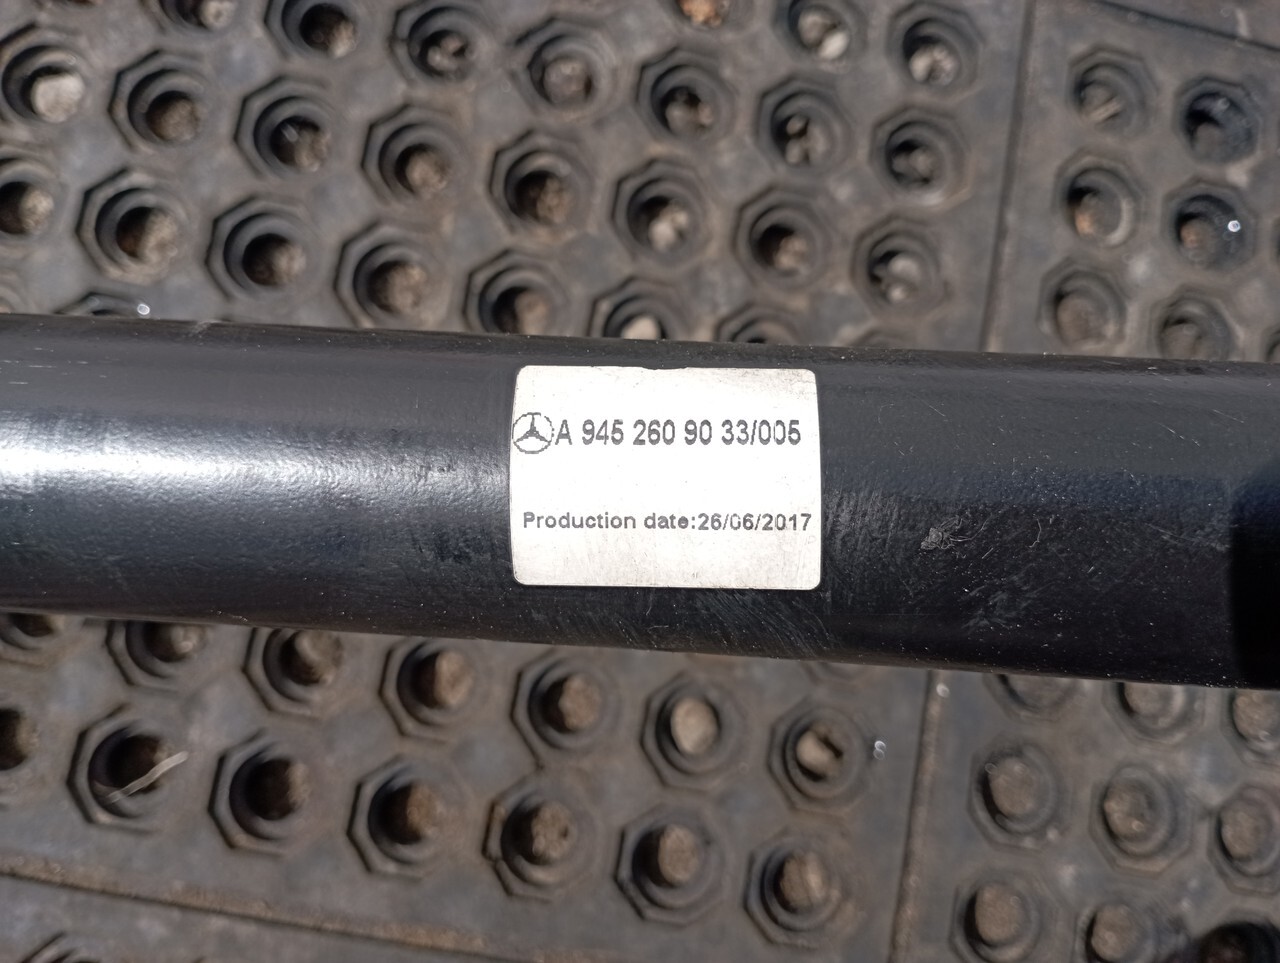 A 945 260 90 33/005
Production date:26/06/2017